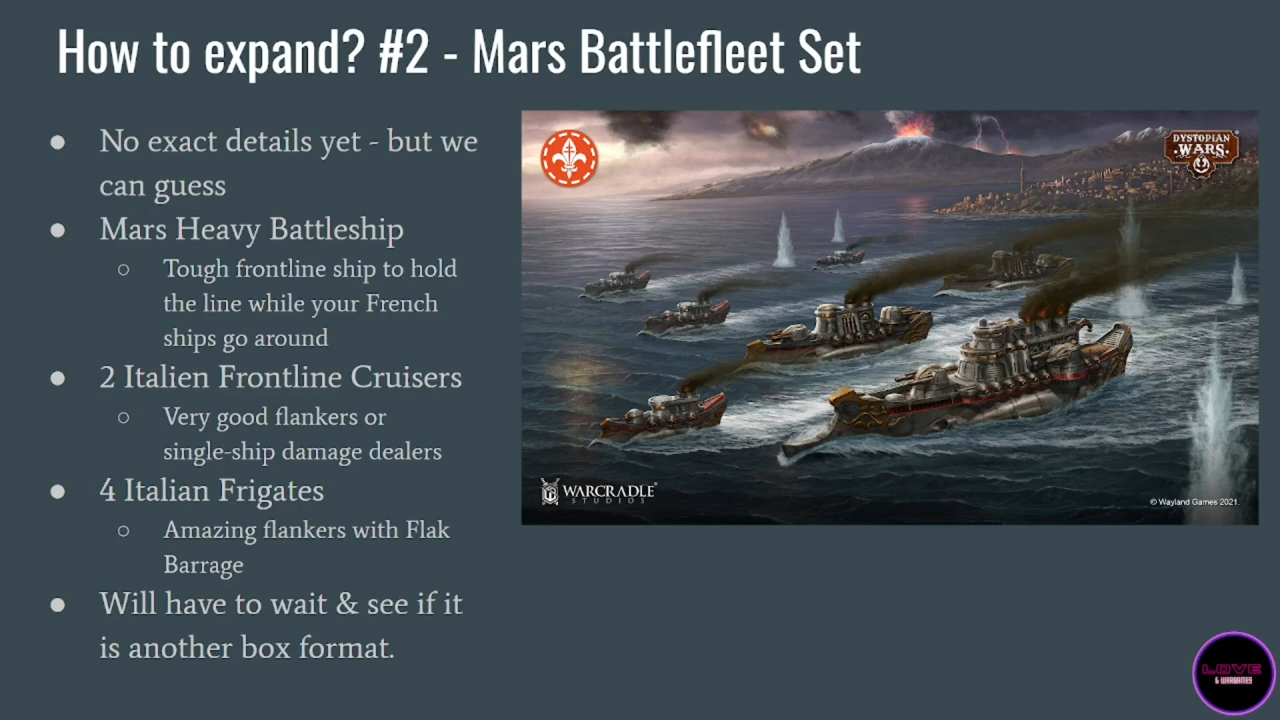 How to expand? #2 - Mars Battlefleet Set
● No exact details yet - but we
can guess
● Mars Heavy Battleship
○ Tough frontline ship to hold
the line while your French
ships go around
● 2 Italien Frontline Cruisers
○ Very good flankers or
single-ship damage dealers
● 4 Italian Frigates
○ Amazing flankers with Flak
Barrage
● Will have to wait & see if it
is another box format.
DYSTOPIAN
WARS
WARCRADLE
STUDIOS
© Wayland Games 2021.
LOVE
& WARGAMES